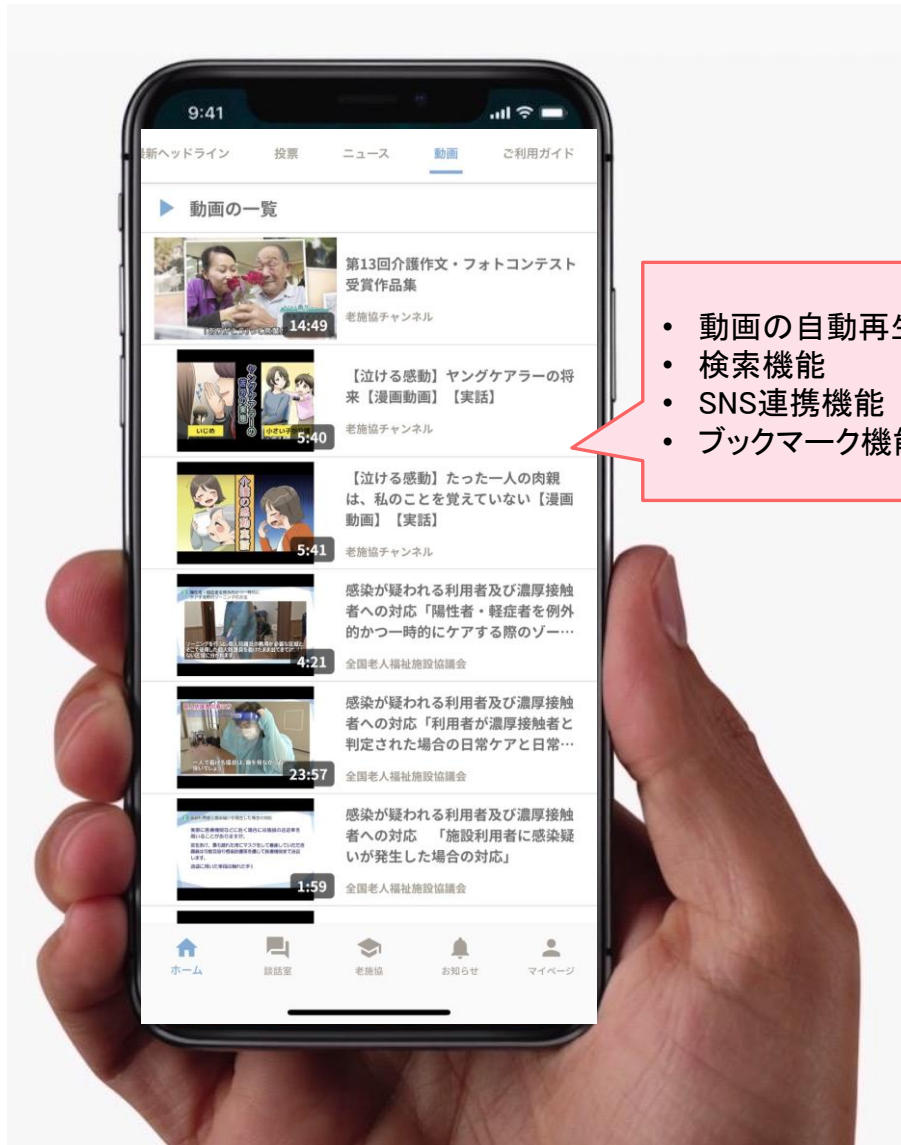 9:41
最新ヘッドライン 投票 ニュース 動画 ご利用ガイド
動画の一覧
第13回介護作文・フォトコンテスト
受賞作品集
老施協チャンネル
14:49
【泣ける感動】ヤングケアラーの将
来【漫画動画】【実話】
老施協チャンネル
いじめ
5:40
【泣ける感動】たった一人の肉親
は、私のことを覚えていない【漫画
動画】【実話】
老施協チャンネル
5:41
感染が疑われる利用者及び濃厚接触
者への対応「陽性者・軽症者を例外
的かつ一時的にケアする際のゾー…
全国老人福祉施設協議会
4:21
感染が疑われる利用者及び濃厚接触
者への対応「利用者が濃厚接触者と
判定された場合の日常ケアと日常…
全国老人福祉施設協議会
23:57
感染が疑われる利用者及び濃厚接触
者への対応 「施設利用者に感染疑
いが発生した場合の対応」
全国老人福祉施設協議会
1:59
ホーム 談話室 老施協 お知らせ マイページ
• 動画の自動再生
• 検索機能
• SNS連携機能
• ブックマーク機能